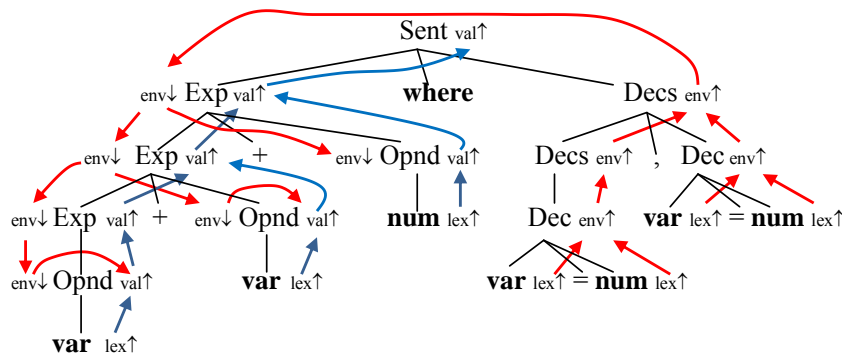 Sent val↑
env↓ Exp val↑ where Decs env↑
env↓ Exp val↑ + env↓ Opnd val↑ Decs env↑ , Dec env↑
env↓ Exp val↑ + env↓ Opnd val↑ num lex↑ Dec env↑ var lex↑ = num lex↑
env↓ Opnd val↑ var lex↑ var lex↑ = num lex↑
var lex↑